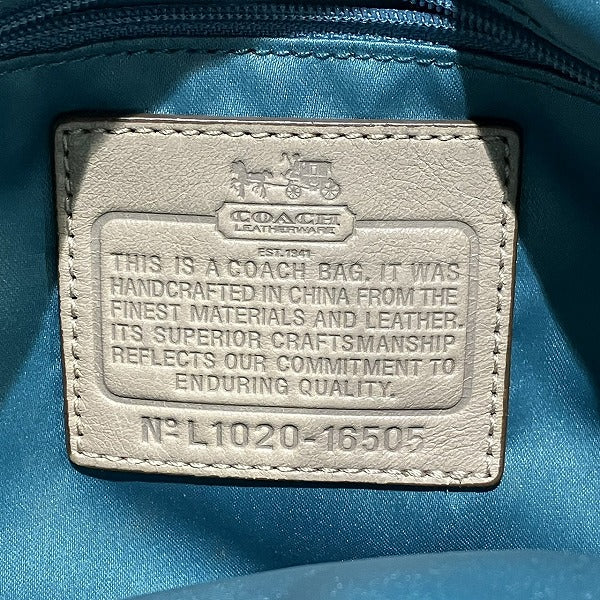 COACH
LEATHERWARE
EST. 1941
THIS IS A COACH BAG. IT WAS
HANDCRAFTED IN CHINA FROM THE
FINEST MATERIALS AND LEATHER.
ITS SUPERIOR CRAFTSMANSHIP
REFLECTS OUR COMMITMENT TO
ENDURING QUALITY.
Nº L1020-16505